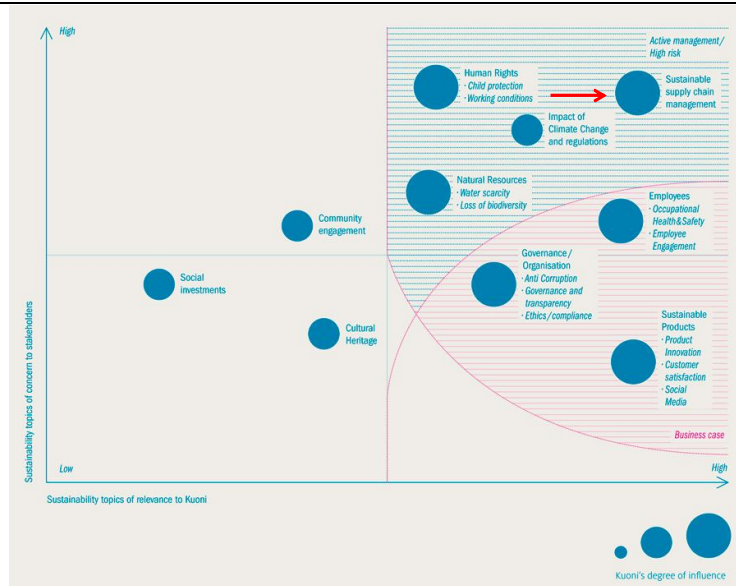 High
Active management/
High risk
Human Rights
· Child protection
· Working conditions
Sustainable
supply chain
management
Impact of
Climate Change
and regulations
Natural Resources
· Water scarcity
· Loss of biodiversity
Employees
· Occupational
Health&Safety
· Employee
Engagement
Community
engagement
Governance/
Organisation
· Anti Corruption
· Governance and
transparency
· Ethics/compliance
Social
investments
Cultural
Heritage
Sustainable
Products
· Product
Innovation
· Customer
satisfaction
· Social
Media
Business case
Sustainability topics of concern to stakeholders
Low
High
Sustainability topics of relevance to Kuoni
Kuoni's degree of influence